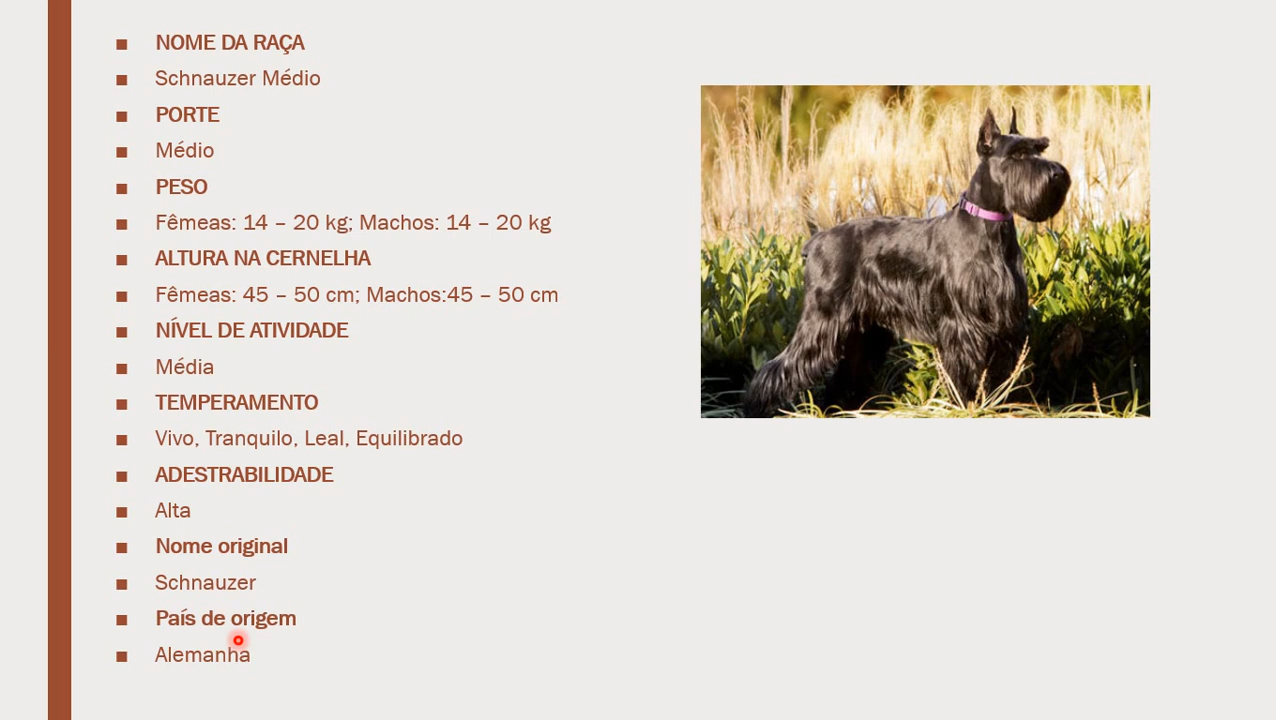 NOME DA RAÇA
Schnauzer Médio
PORTE
Médio
PESO
Fêmeas: 14 – 20 kg; Machos: 14 – 20 kg
ALTURA NA CERNELHA
Fêmeas: 45 – 50 cm; Machos:45 – 50 cm
NÍVEL DE ATIVIDADE
Média
TEMPERAMENTO
Vivo, Tranquilo, Leal, Equilibrado
ADESTRABILIDADE
Alta
Nome original
Schnauzer
País de origem
Alemanha